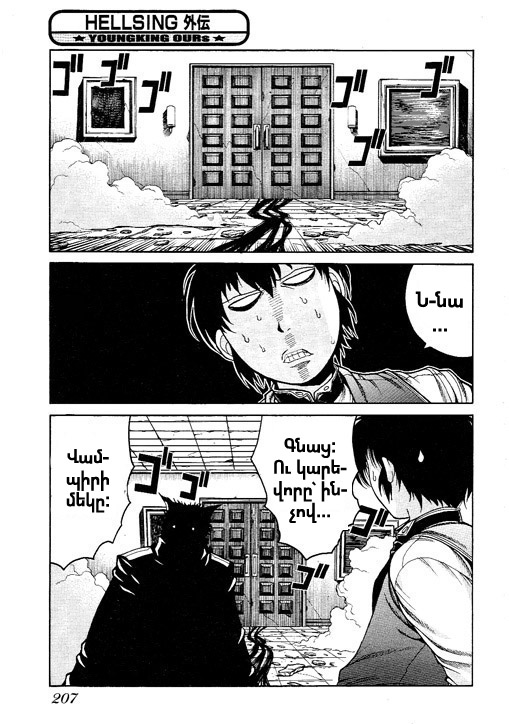 HELLSING 外伝
★ YOUNGKING OURs ★
ゴ
ゴ
ゴ
ゴ
ゴ
ゴ
Ն-նա
...
Գնաց:
Ու կարե-
վորը՝ ին-
չով...
Վամ-
պիրի
մեկը:
ゴ
ゴ
ゴ
ゴ
207